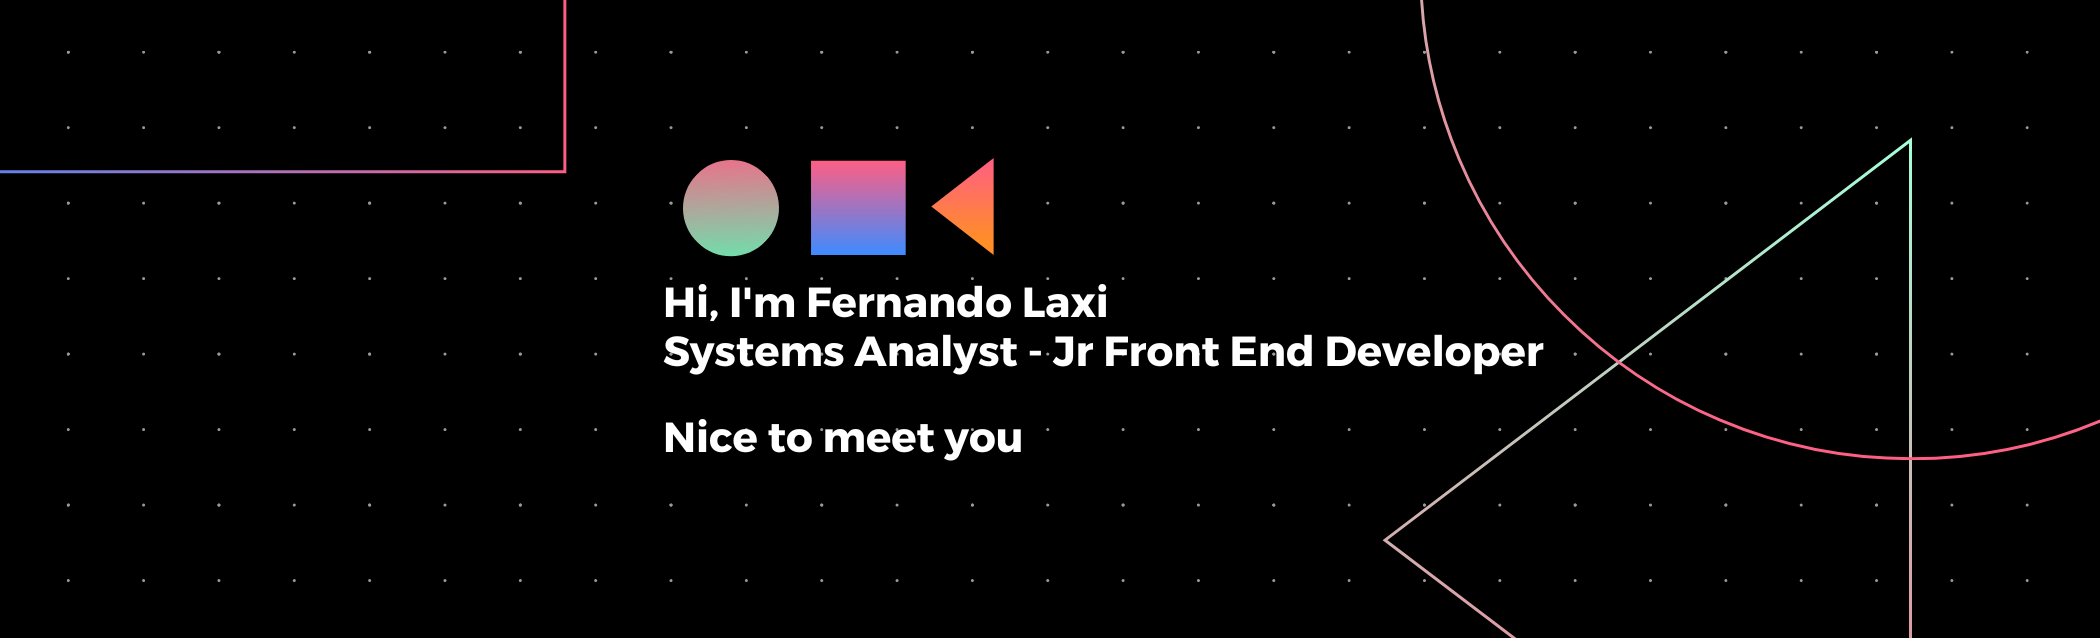 Hi, I'm Fernando Laxi
Systems Analyst - Jr Front End Developer
Nice to meet you